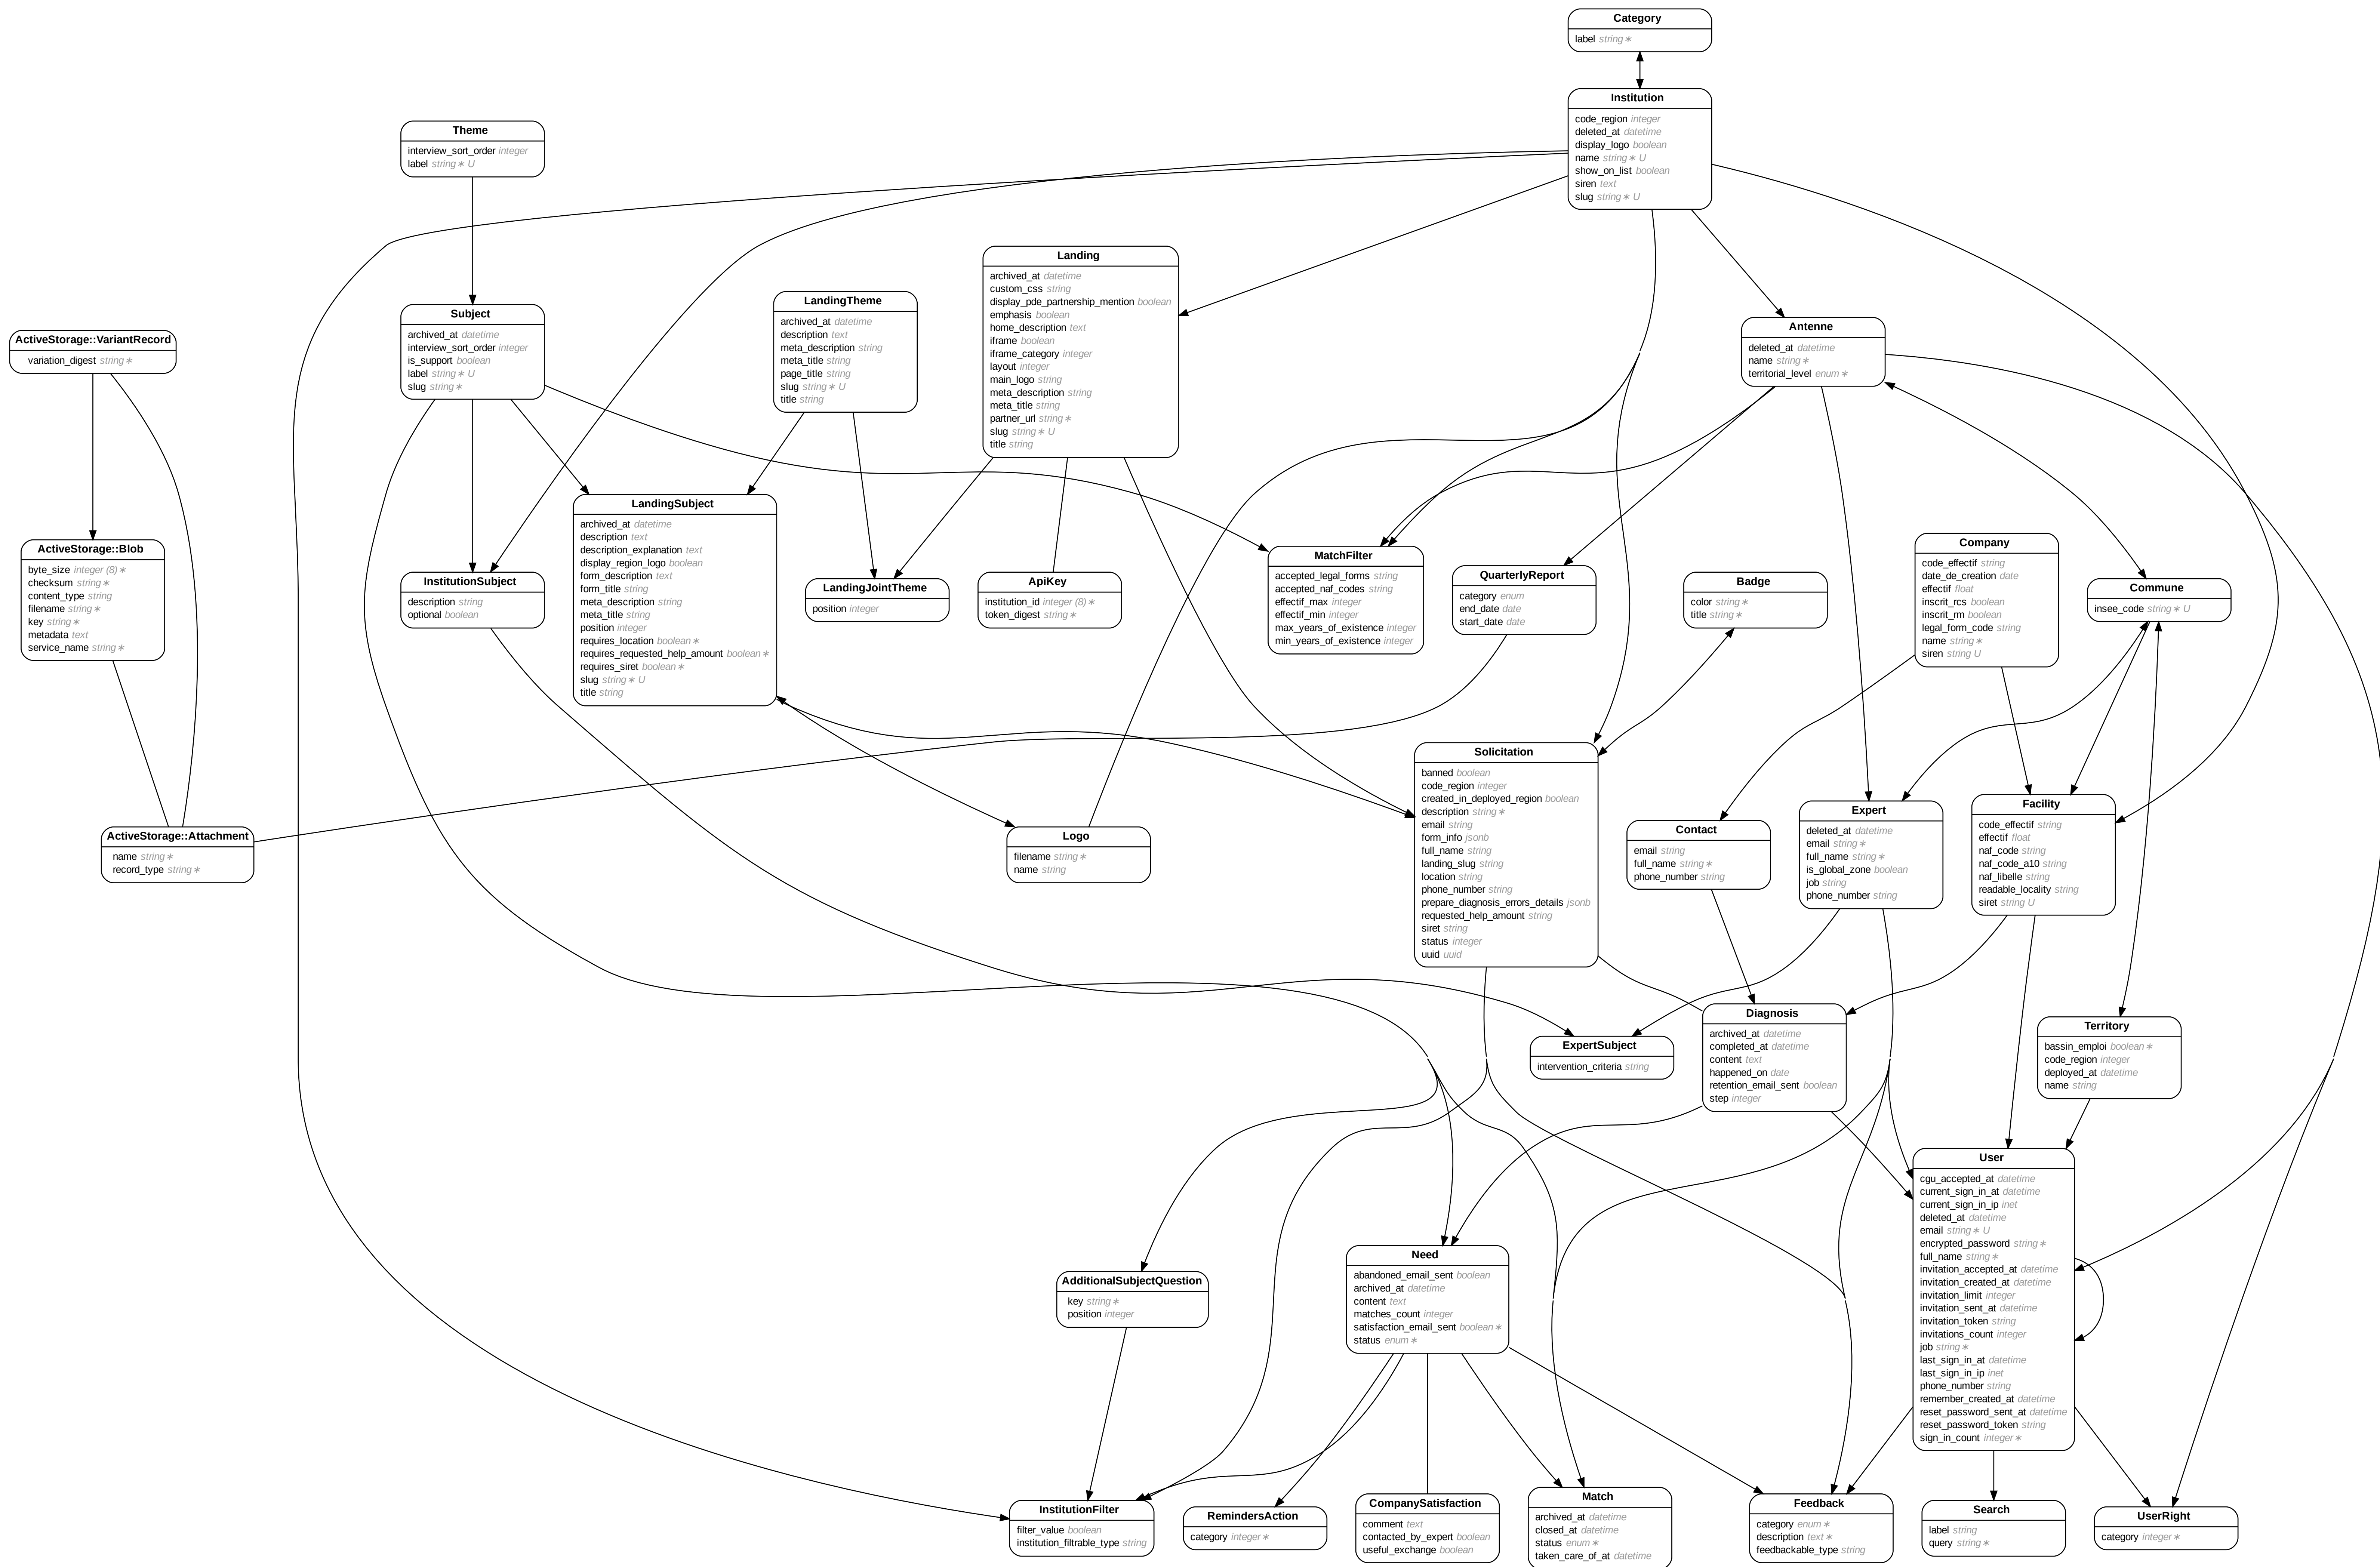 Category
label string∗
Institution
code_region integer
deleted_at datetime
display_logo boolean
name string∗ U
show_on_list boolean
siren text
slug string∗ U
Theme
interview_sort_order integer
label string∗ U
Landing
archived_at datetime
custom_css string
display_pde_partnership_mention boolean
emphasis boolean
home_description text
iframe boolean
iframe_category integer
layout integer
main_logo string
meta_description string
meta_title string
partner_url string∗
slug string∗ U
title string
LandingTheme
archived_at datetime
description text
meta_description string
meta_title string
page_title string
slug string∗ U
title string
Subject
archived_at datetime
interview_sort_order integer
is_support boolean
label string∗ U
slug string∗
Antenne
deleted_at datetime
name string∗
territorial_level enum∗
ActiveStorage::VariantRecord
variation_digest string∗
LandingSubject
archived_at datetime
description text
description_explanation text
display_region_logo boolean
form_description text
form_title string
meta_description string
meta_title string
position integer
requires_location boolean∗
requires_requested_help_amount boolean∗
requires_siret boolean∗
slug string∗ U
title string
ActiveStorage::Blob
byte_size integer (8)∗
checksum string∗
content_type string
filename string∗
key string∗
metadata text
service_name string∗
InstitutionSubject
description string
optional boolean
LandingJointTheme
position integer
ApiKey
institution_id integer (8)∗
token_digest string∗
MatchFilter
accepted_legal_forms string
accepted_naf_codes string
effectif_max integer
effectif_min integer
max_years_of_existence integer
min_years_of_existence integer
QuarterlyReport
category enum
end_date date
start_date date
Badge
color string∗
title string∗
Company
code_effectif string
date_de_creation date
effectif float
inscrit_rcs boolean
inscrit_rm boolean
legal_form_code string
name string∗
siren string U
Commune
insee_code string∗ U
Solicitation
banned boolean
code_region integer
created_in_deployed_region boolean
description string∗
email string
form_info jsonb
full_name string
landing_slug string
location string
phone_number string
prepare_diagnosis_errors_details jsonb
requested_help_amount string
siret string
status integer
uuid uuid
ActiveStorage::Attachment
name string∗
record_type string∗
Logo
filename string∗
name string
Contact
email string
full_name string∗
phone_number string
Expert
deleted_at datetime
email string∗
full_name string∗
is_global_zone boolean
job string
phone_number string
Facility
code_effectif string
effectif float
naf_code string
naf_code_a10 string
naf_libelle string
readable_locality string
siret string U
Diagnosis
archived_at datetime
completed_at datetime
content text
happened_on date
retention_email_sent boolean
step integer
ExpertSubject
intervention_criteria string
Territory
bassin_emploi boolean∗
code_region integer
deployed_at datetime
name string
User
cgu_accepted_at datetime
current_sign_in_at datetime
current_sign_in_ip inet
deleted_at datetime
email string∗ U
encrypted_password string∗
full_name string∗
invitation_accepted_at datetime
invitation_created_at datetime
invitation_limit integer
invitation_sent_at datetime
invitation_token string
invitations_count integer
job string∗
last_sign_in_at datetime
last_sign_in_ip inet
phone_number string
remember_created_at datetime
reset_password_sent_at datetime
reset_password_token string
sign_in_count integer∗
Need
abandoned_email_sent boolean
archived_at datetime
content text
matches_count integer
satisfaction_email_sent boolean∗
status enum∗
AdditionalSubjectQuestion
key string∗
position integer
InstitutionFilter
filter_value boolean
institution_filtrable_type string
RemindersAction
category integer∗
CompanySatisfaction
comment text
contacted_by_expert boolean
useful_exchange boolean
Match
archived_at datetime
closed_at datetime
status enum∗
taken_care_of_at datetime
Feedback
category enum∗
description text∗
feedbackable_type string
Search
label string
query string∗
UserRight
category integer∗